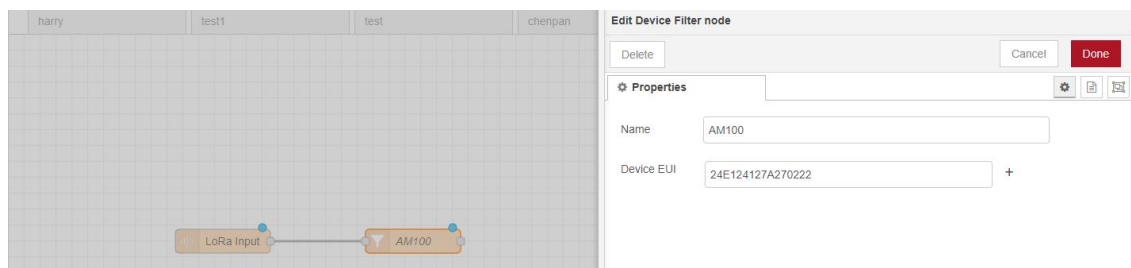 harry test1 test chenpan
LoRa Input AM100
Edit Device Filter node
Delete Cancel Done
Properties
Name AM100
Device EUI 24E124127A270222 +